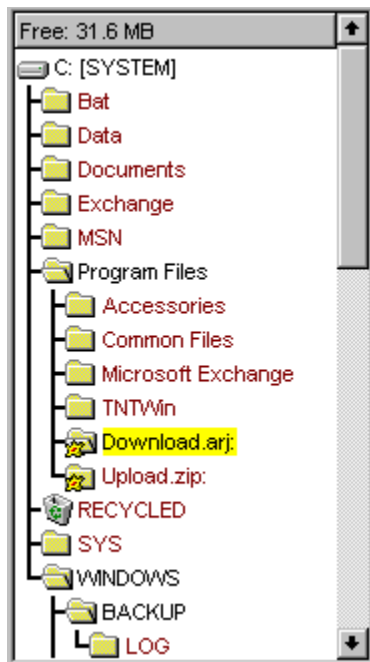 Free: 31.6 MB
C: [SYSTEM]
Bat
Data
Documents
Exchange
MSN
Program Files
Accessories
Common Files
Microsoft Exchange
TNTWin
Download.arj:
Upload.zip:
RECYCLED
SYS
WINDOWS
BACKUP
LOG